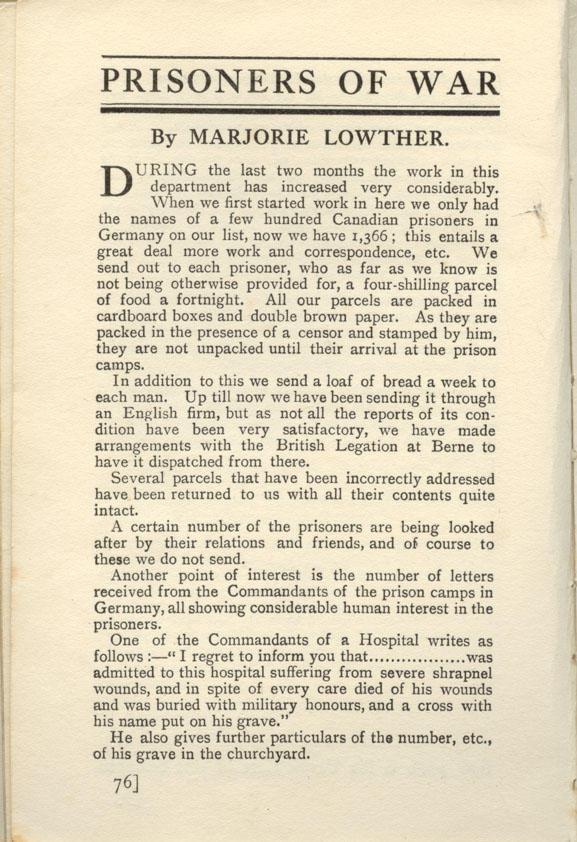 PRISONERS OF WAR
By MARJORIE LOWTHER.
DURING the last two months the work in this
department has increased very considerably.
When we first started work in here we only had
the names of a few hundred Canadian prisoners in
Germany on our list, now we have 1,366 ; this entails a
great deal more work and correspondence, etc. We
send out to each prisoner, who as far as we know is
not being otherwise provided for, a four-shilling parcel
of food a fortnight. All our parcels are packed in
cardboard boxes and double brown paper. As they are
packed in the presence of a censor and stamped by him,
they are not unpacked until their arrival at the prison
camps.
In addition to this we send a loaf of bread a week to
each man. Up till now we have been sending it through
an English firm, but as not all the reports of its con-
dition have been very satisfactory, we have made
arrangements with the British Legation at Berne to
have it dispatched from there.
Several parcels that have been incorrectly addressed
have been returned to us with all their contents quite
intact.
A certain number of the prisoners are being looked
after by their relations and friends, and of course to
these we do not send.
Another point of interest is the number of letters
received from the Commandants of the prison camps in
Germany, all showing considerable human interest in the
prisoners.
One of the Commandants of a Hospital writes as
follows :—“ I regret to inform you that..................was
admitted to this hospital suffering from severe shrapnel
wounds, and in spite of every care died of his wounds
and was buried with military honours, and a cross with
his name put on his grave.”
He also gives further particulars of the number, etc.,
of his grave in the churchyard.
76]